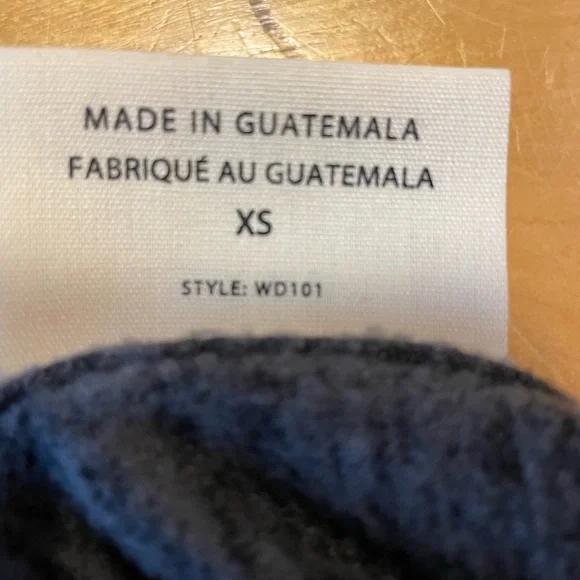 MADE IN GUATEMALA
FABRIQUÉ AU GUATEMALA
XS
STYLE: WD101